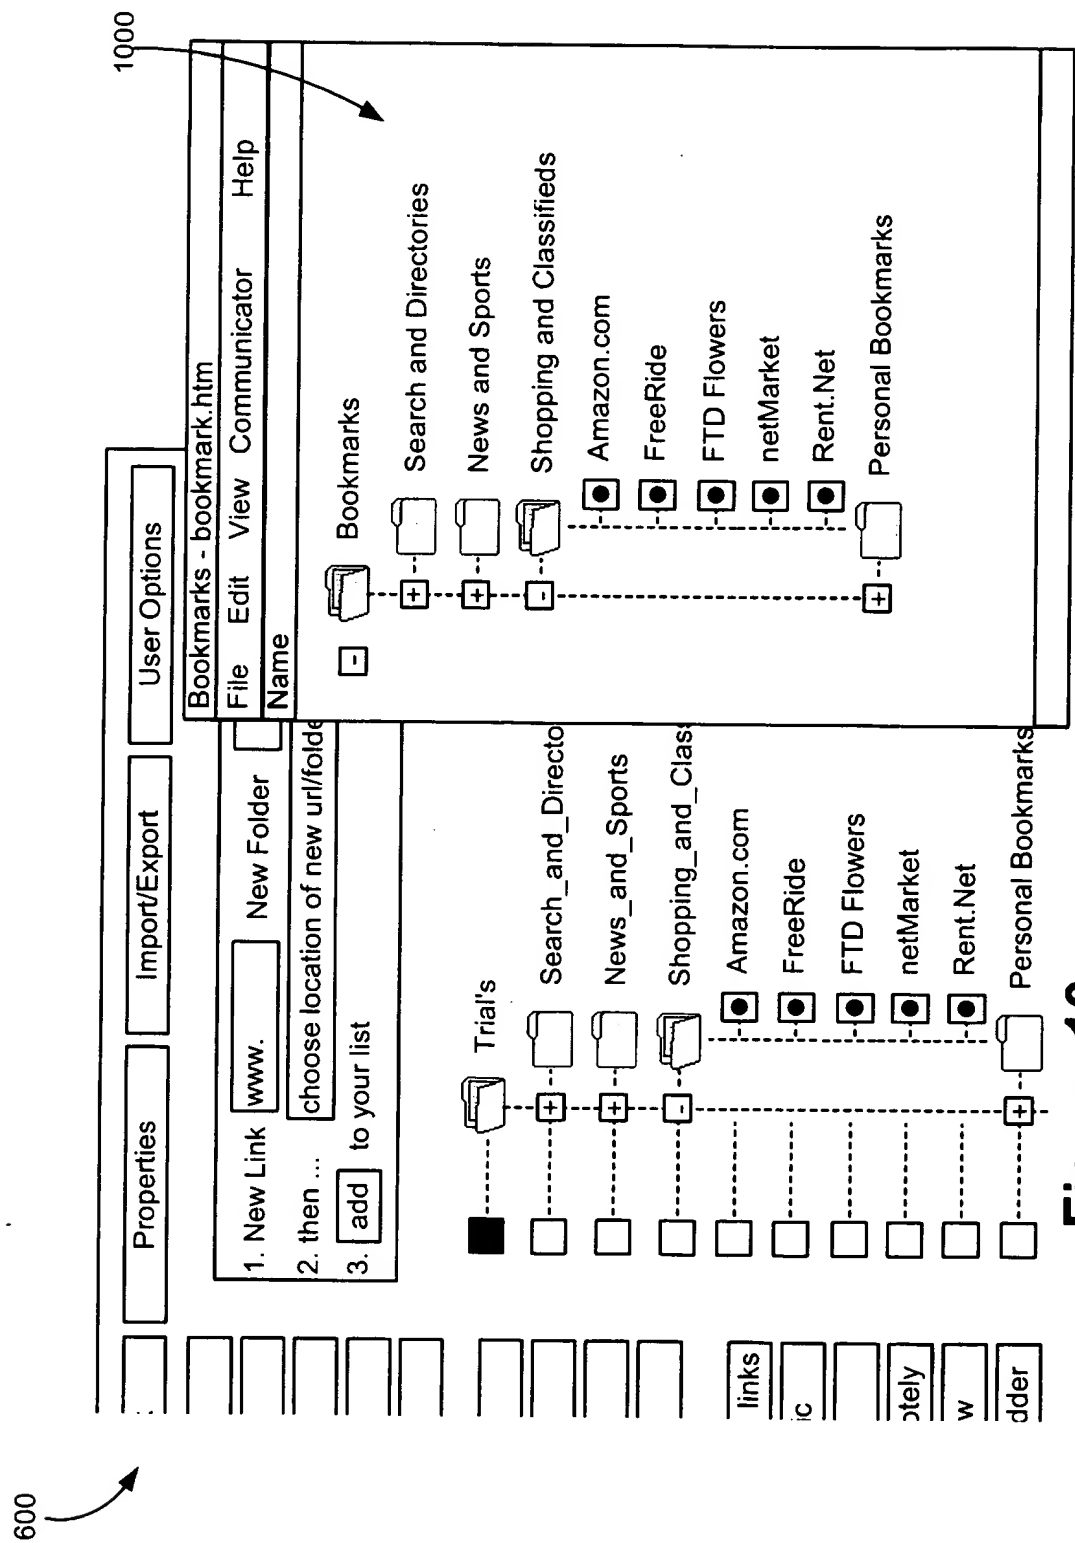 600
1000
Properties
Import/Export
User Options
Bookmarks - bookmark.htm
File Edit View Communicator Help
Name
1. New Link www. New Folder
2. then ... choose location of new url/folde
3. add to your list
Bookmarks
Search and Directories
News and Sports
Shopping and Classifieds
Amazon.com
FreeRide
FTD Flowers
netMarket
Rent.Net
Personal Bookmarks
Trial's
Search_and_Directo
News_and_Sports
Shopping_and_Clas
Amazon.com
FreeRide
FTD Flowers
netMarket
Rent.Net
Personal Bookmarks
links
ic
otely
w
dder